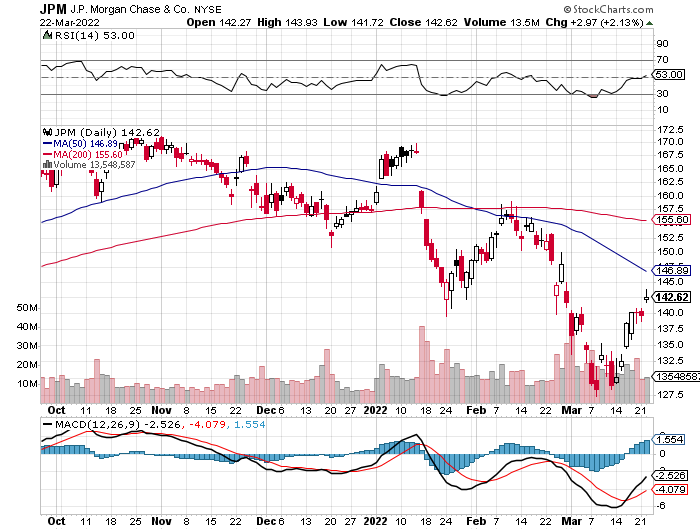 JPM J.P. Morgan Chase & Co. NYSE © StockCharts.com
22-Mar-2022 Open 142.27 High 143.93 Low 141.72 Close 142.62 Volume 13.5M Chg +2.97 (+2.13%)
RSI(14) 53.00
90
70
53.00
30
10
JPM (Daily) 142.62
MA(50) 146.89
MA(200) 155.60
Volume 13,548,587
172.5
170.0
167.5
165.0
162.5
160.0
157.5
155.60
152.5
150.0
147.5
146.89
145.0
142.62
140.0
137.5
135.0
132.5
13548587
127.5
50M
40M
30M
20M
10M
Oct 11 18 25 Nov 8 15 22 Dec 6 13 20 27 2022 10 18 24 Feb 7 14 22 Mar 7 14 21
MACD(12,26,9) -2.526, -4.079, 1.554
2
1.554
0
-2.526
-4.079
-6
Oct 11 18 25 Nov 8 15 22 Dec 6 13 20 27 2022 10 18 24 Feb 7 14 22 Mar 7 14 21